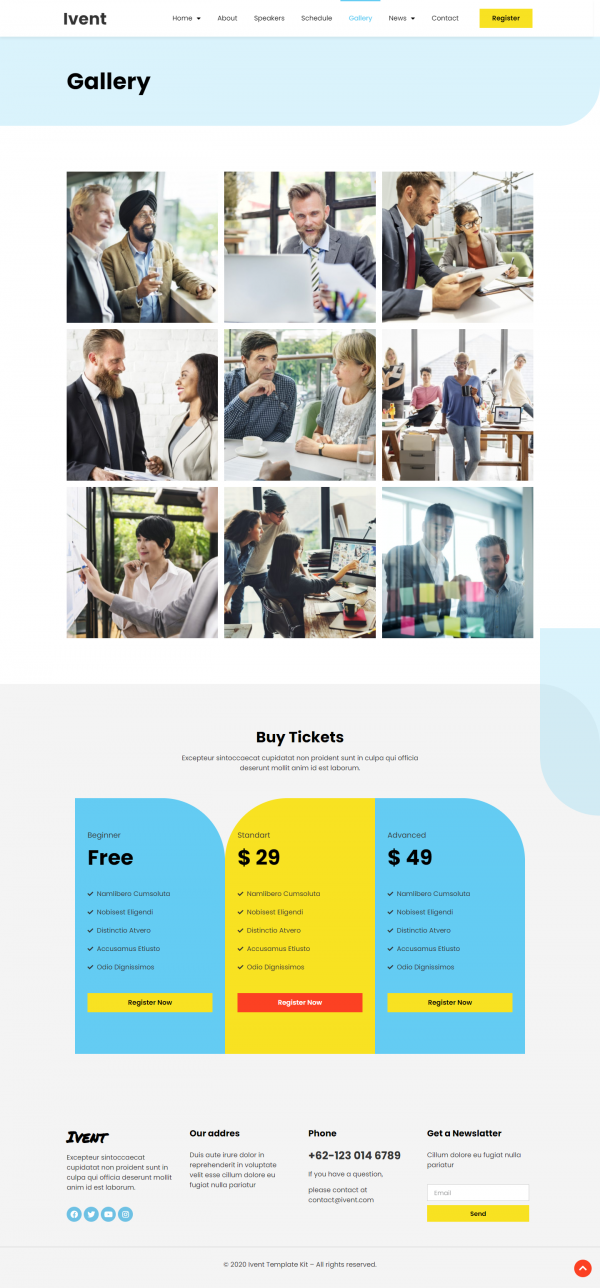 Ivent
Home About Speakers Schedule Gallery News Contact Register
Gallery
Buy Tickets
Excepteur sintoccaecat cupidatat non proident sunt in culpa qui officia
deserunt mollit anim id est laborum.
Beginner
Free
Namlibero Cumsoluta
Nobisest Eligendi
Distinctio Atvero
Accusamus Etiusto
Odio Dignissimos
Register Now
Standart
$ 29
Namlibero Cumsoluta
Nobisest Eligendi
Distinctio Atvero
Accusamus Etiusto
Odio Dignissimos
Register Now
Advanced
$ 49
Namlibero Cumsoluta
Nobisest Eligendi
Distinctio Atvero
Accusamus Etiusto
Odio Dignissimos
Register Now
Ivent
Excepteur sintoccaecat
cupidatat non proident sunt in
culpa qui officia deserunt mollit
anim id est laborum.
Our addres
Duis aute irure dolor in
reprehenderit in voluptate
velit esse cillum dolore eu
fugiat nulla pariatur
Phone
+62-123 014 6789
If you have a question,
please contact at
contact@ivent.com
Get a Newslatter
Cillum dolore eu fugiat nulla
pariatur
Email
Send
© 2020 Ivent Template Kit – All rights reserved.